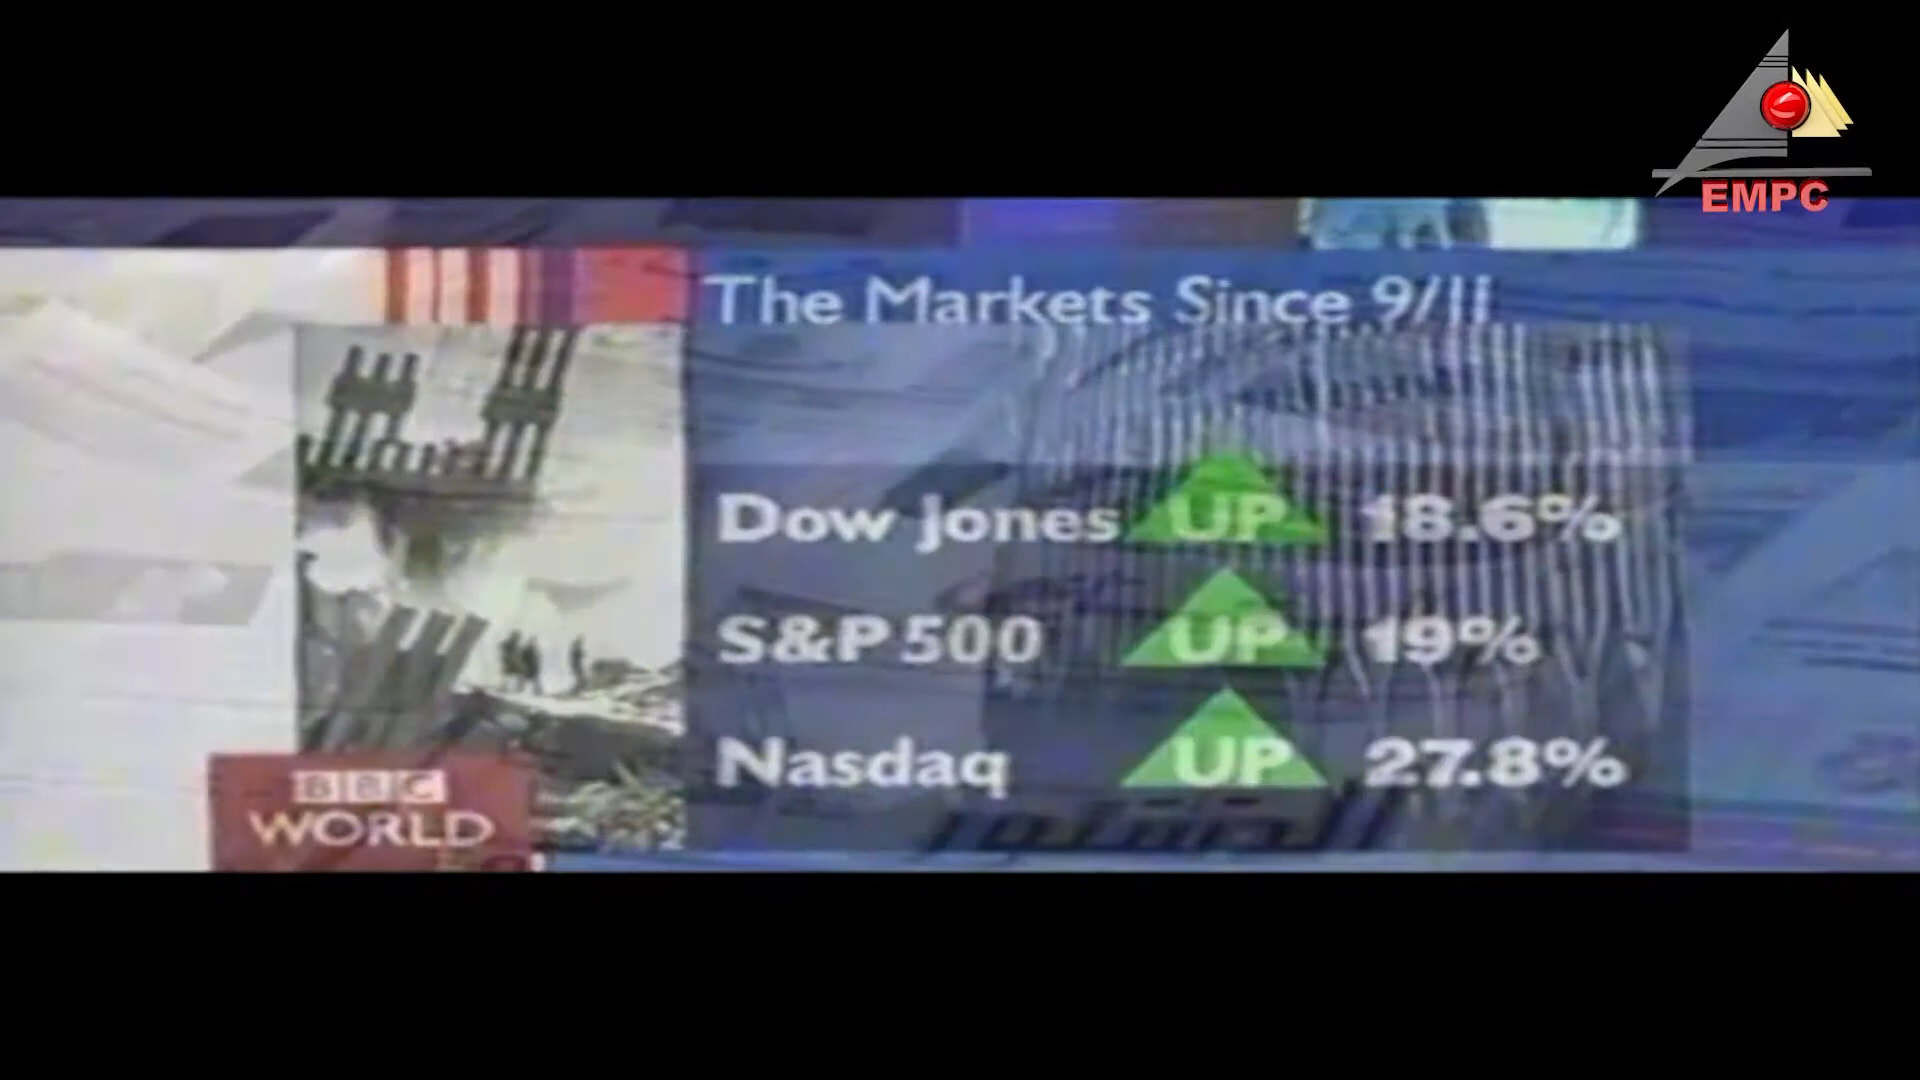 EMPC
The Markets Since 9/11
Dow Jones UP 18.6%
S&P 500 UP 19%
Nasdaq UP 27.8%
BBC
WORLD